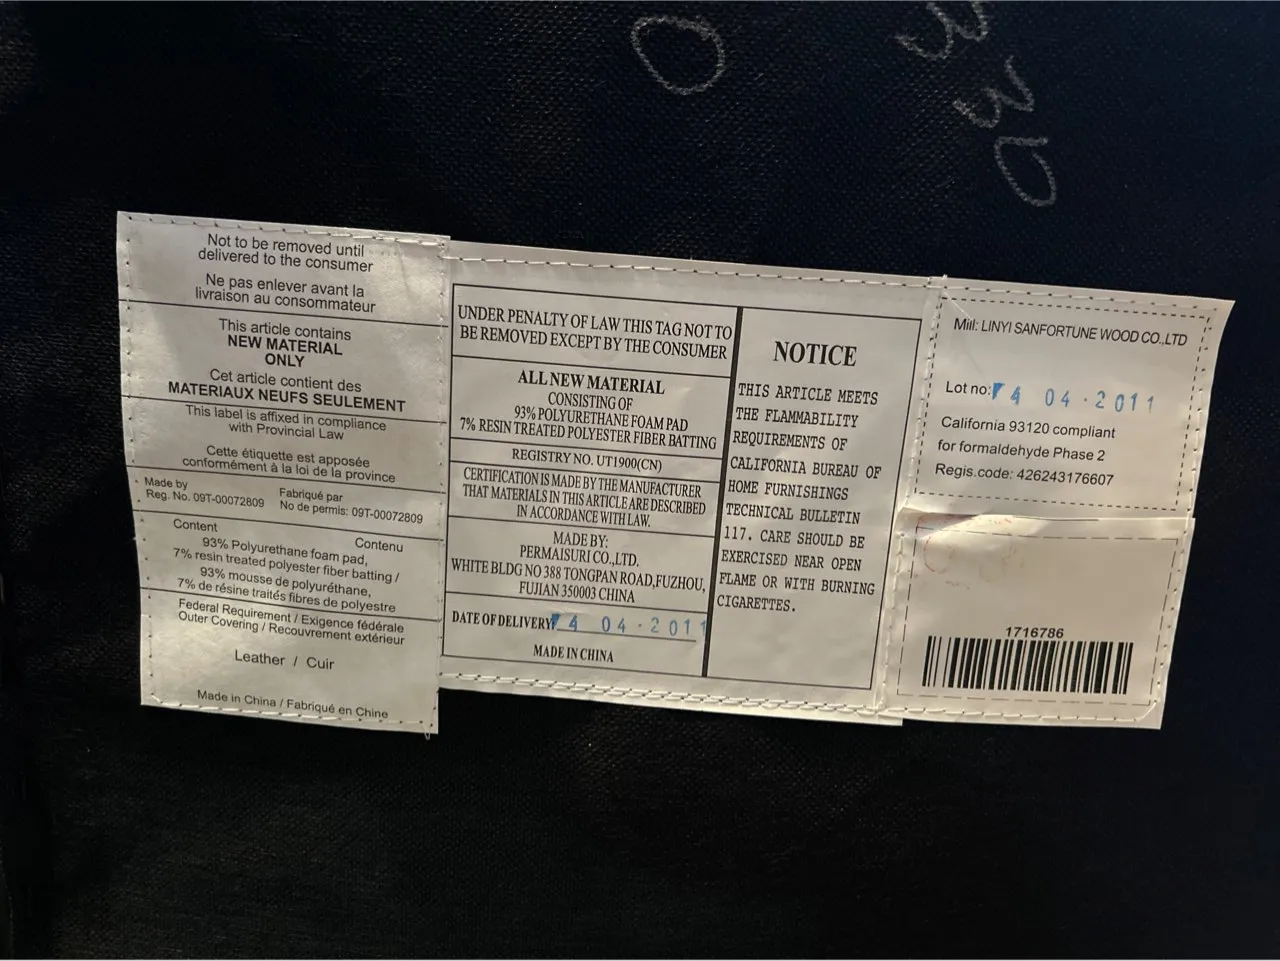 Not to be removed until
delivered to the consumer
Ne pas enlever avant la
livraison au consommateur
This article contains
NEW MATERIAL
ONLY
Cet article contient des
MATERIAUX NEUFS SEULEMENT
This label is affixed in compliance
with Provincial Law
Cette étiquette est apposée
conformément à la loi de la province
Made by
Reg. No. 09T-00072809
Fabriqué par
No de permis: 09T-00072809
Content
Contenu
93% Polyurethane foam pad,
7% resin treated polyester fiber batting /
93% mousse de polyuréthane,
7% de résine traités fibres de polyestre
Federal Requirement / Exigence fédérale
Outer Covering / Recouvrement extérieur
Leather / Cuir
Made in China / Fabriqué en Chine
UNDER PENALTY OF LAW THIS TAG NOT TO
BE REMOVED EXCEPT BY THE CONSUMER
ALL NEW MATERIAL
CONSISTING OF
93% POLYURETHANE FOAM PAD
7% RESIN TREATED POLYESTER FIBER BATTING
REGISTRY NO. UT1900(CN)
CERTIFICATION IS MADE BY THE MANUFACTURER
THAT MATERIALS IN THIS ARTICLE ARE DESCRIBED
IN ACCORDANCE WITH LAW.
MADE BY:
PERMAISURI CO.,LTD.
WHITE BLDG NO 388 TONGPAN ROAD,FUZHOU,
FUJIAN 350003 CHINA
DATE OF DELIVERY 4 04 · 2011
MADE IN CHINA
NOTICE
THIS ARTICLE MEETS
THE FLAMMABILITY
REQUIREMENTS OF
CALIFORNIA BUREAU OF
HOME FURNISHINGS
TECHNICAL BULLETIN
117. CARE SHOULD BE
EXERCISED NEAR OPEN
FLAME OR WITH BURNING
CIGARETTES.
Mill: LINYI SANFORTUNE WOOD CO.,LTD
Lot no: 4 04 · 2011
California 93120 compliant
for formaldehyde Phase 2
Regis.code: 426243176607
1716786